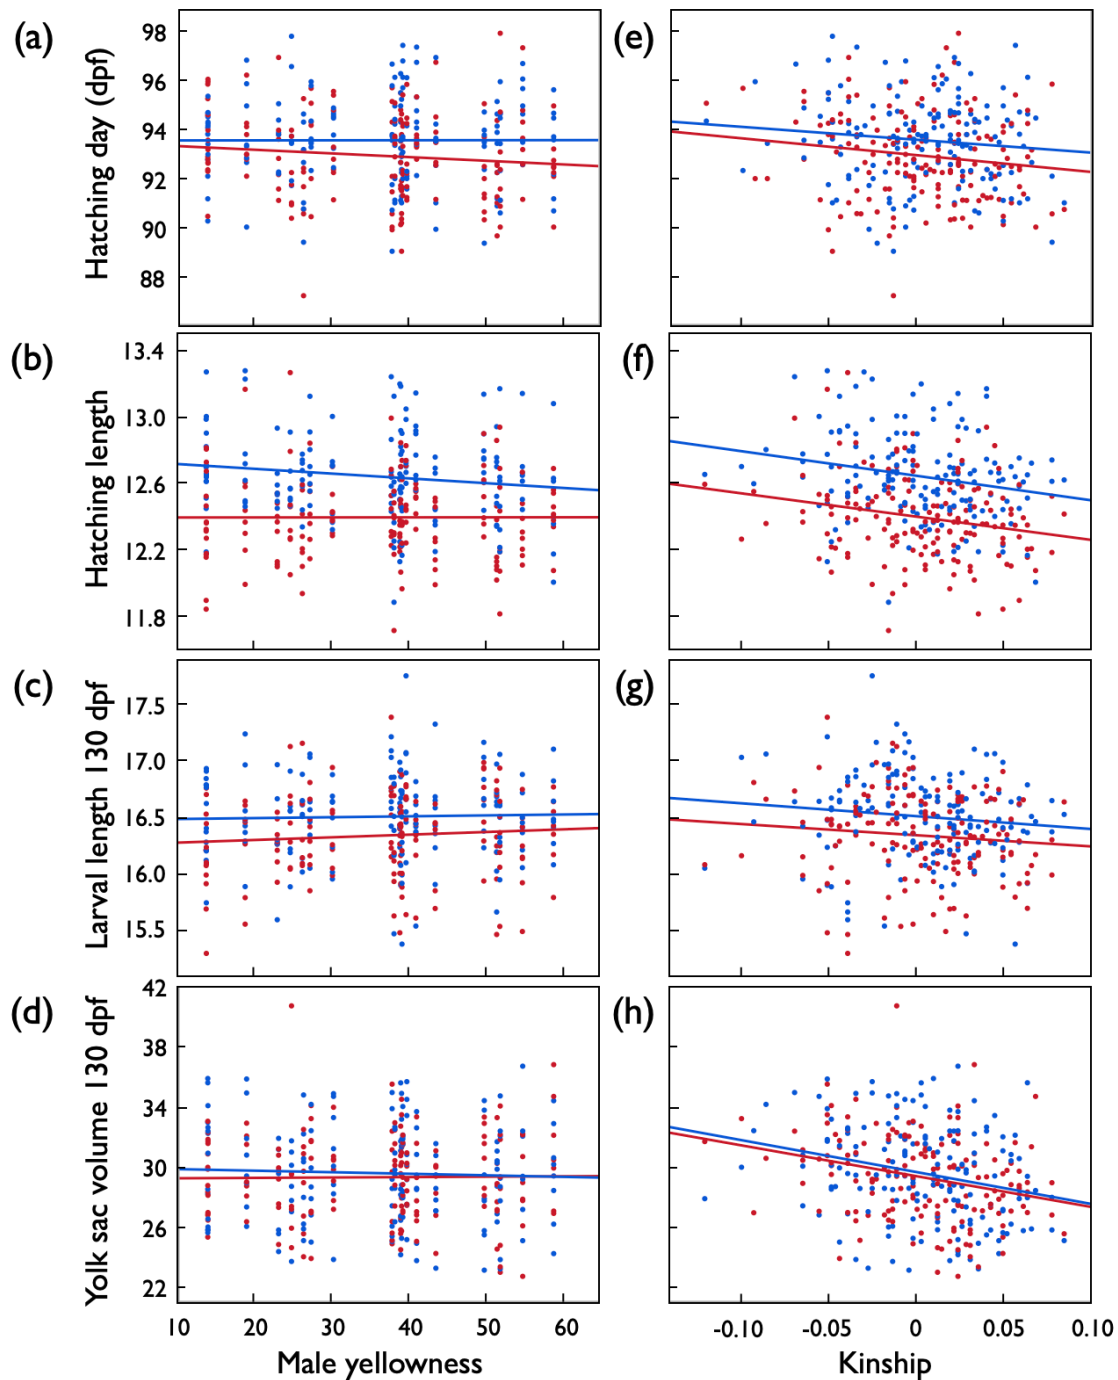 (a)
Hatching day (dpf)
98
96
94
92
90
88
(e)
(b)
Hatching length
13.4
13.0
12.6
12.2
11.8
(f)
(c)
Larval length 130 dpf
17.5
17.0
16.5
16.0
15.5
(g)
(d)
Yolk sac volume 130 dpf
42
38
34
30
26
22
(h)
10 20 30 40 50 60
Male yellowness
-0.10 -0.05 0 0.05 0.10
Kinship